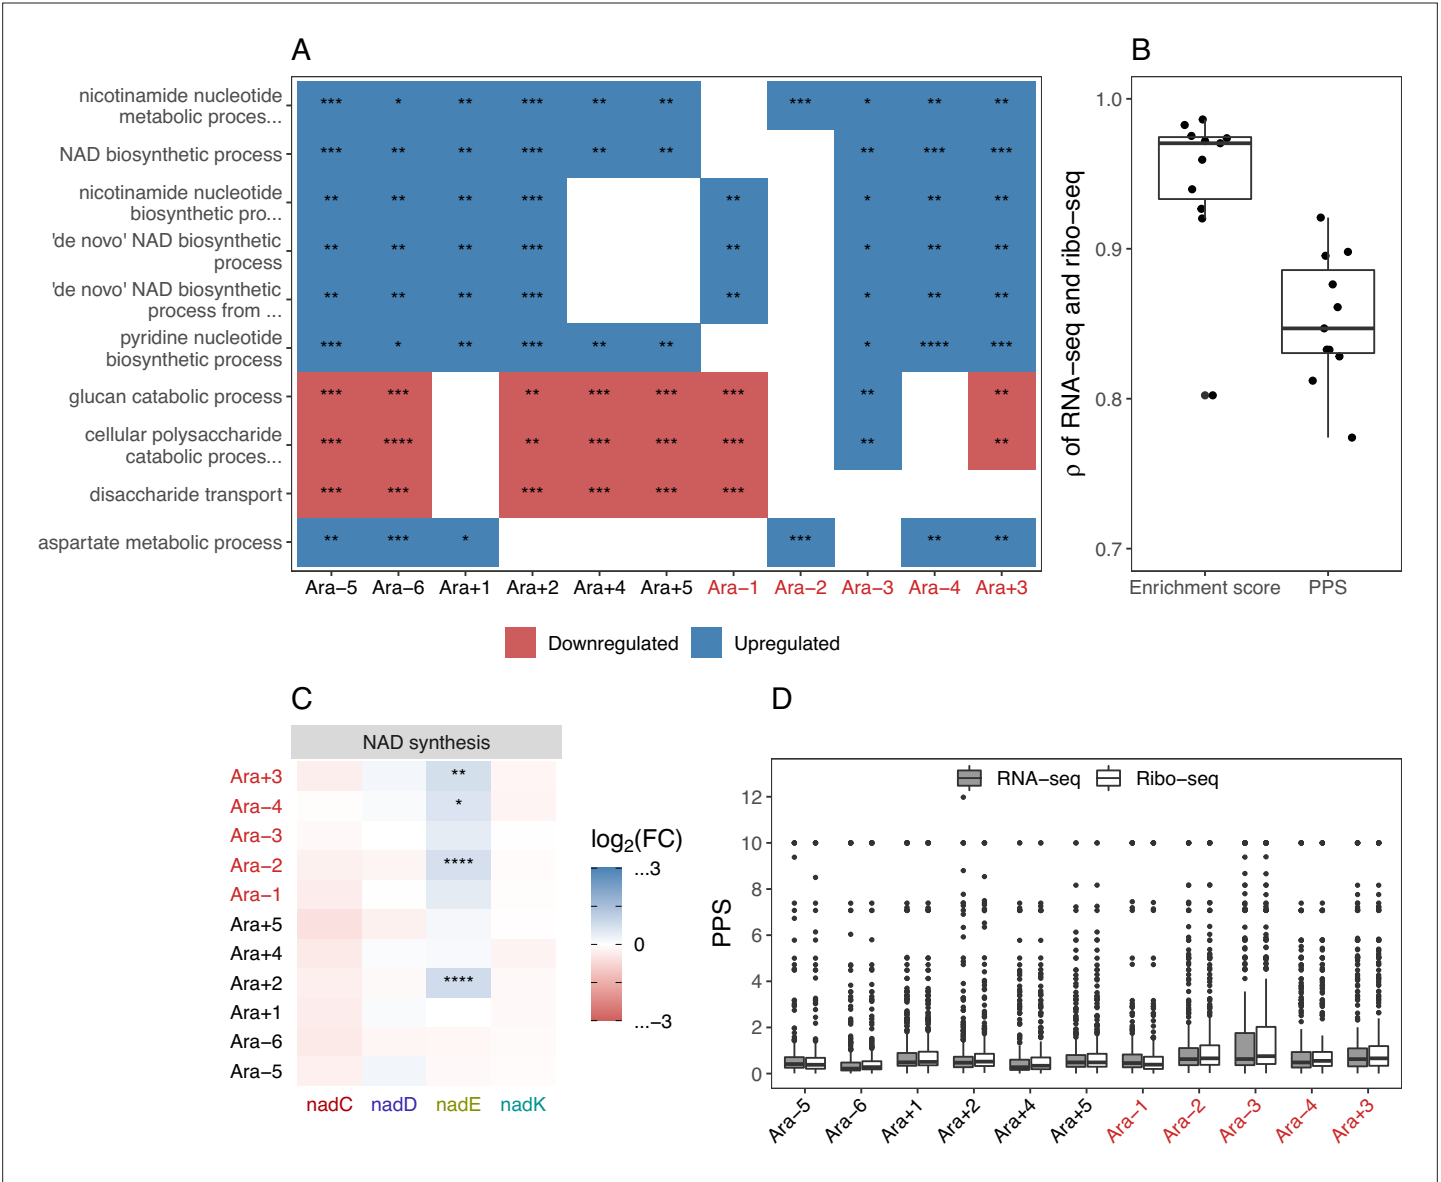 A
nicotinamide nucleotide
metabolic proces...
*** * ** *** ** ** *** * ** **
NAD biosynthetic process
*** ** ** *** ** ** ** *** ***
nicotinamide nucleotide
biosynthetic pro...
** ** ** *** ** * ** **
'de novo' NAD biosynthetic
process
** ** ** *** ** * ** **
'de novo' NAD biosynthetic
process from ...
** ** ** *** ** * ** **
pyridine nucleotide
biosynthetic process
*** * ** *** ** ** * **** ***
glucan catabolic process
*** *** ** *** *** *** ** **
cellular polysaccharide
catabolic proces...
*** **** ** *** *** *** ** **
disaccharide transport
*** *** *** *** *** ***
aspartate metabolic process
** *** * *** ** **
Ara−5 Ara−6 Ara+1 Ara+2 Ara+4 Ara+5 Ara−1 Ara−2 Ara−3 Ara−4 Ara+3
Downregulated Upregulated
B
ρ of RNA−seq and ribo−seq
1.0
0.9
0.8
0.7
Enrichment score PPS
C
NAD synthesis
Ara+3 **
Ara−4 *
Ara−3
Ara−2 ****
Ara−1
Ara+5
Ara+4
Ara+2 ****
Ara+1
Ara−6
Ara−5
nadC nadD nadE nadK
log2(FC)
...3
0
...−3
D
RNA−seq Ribo−seq
PPS
12
10
8
6
4
2
0
Ara−5 Ara−6 Ara+1 Ara+2 Ara+4 Ara+5 Ara−1 Ara−2 Ara−3 Ara−4 Ara+3